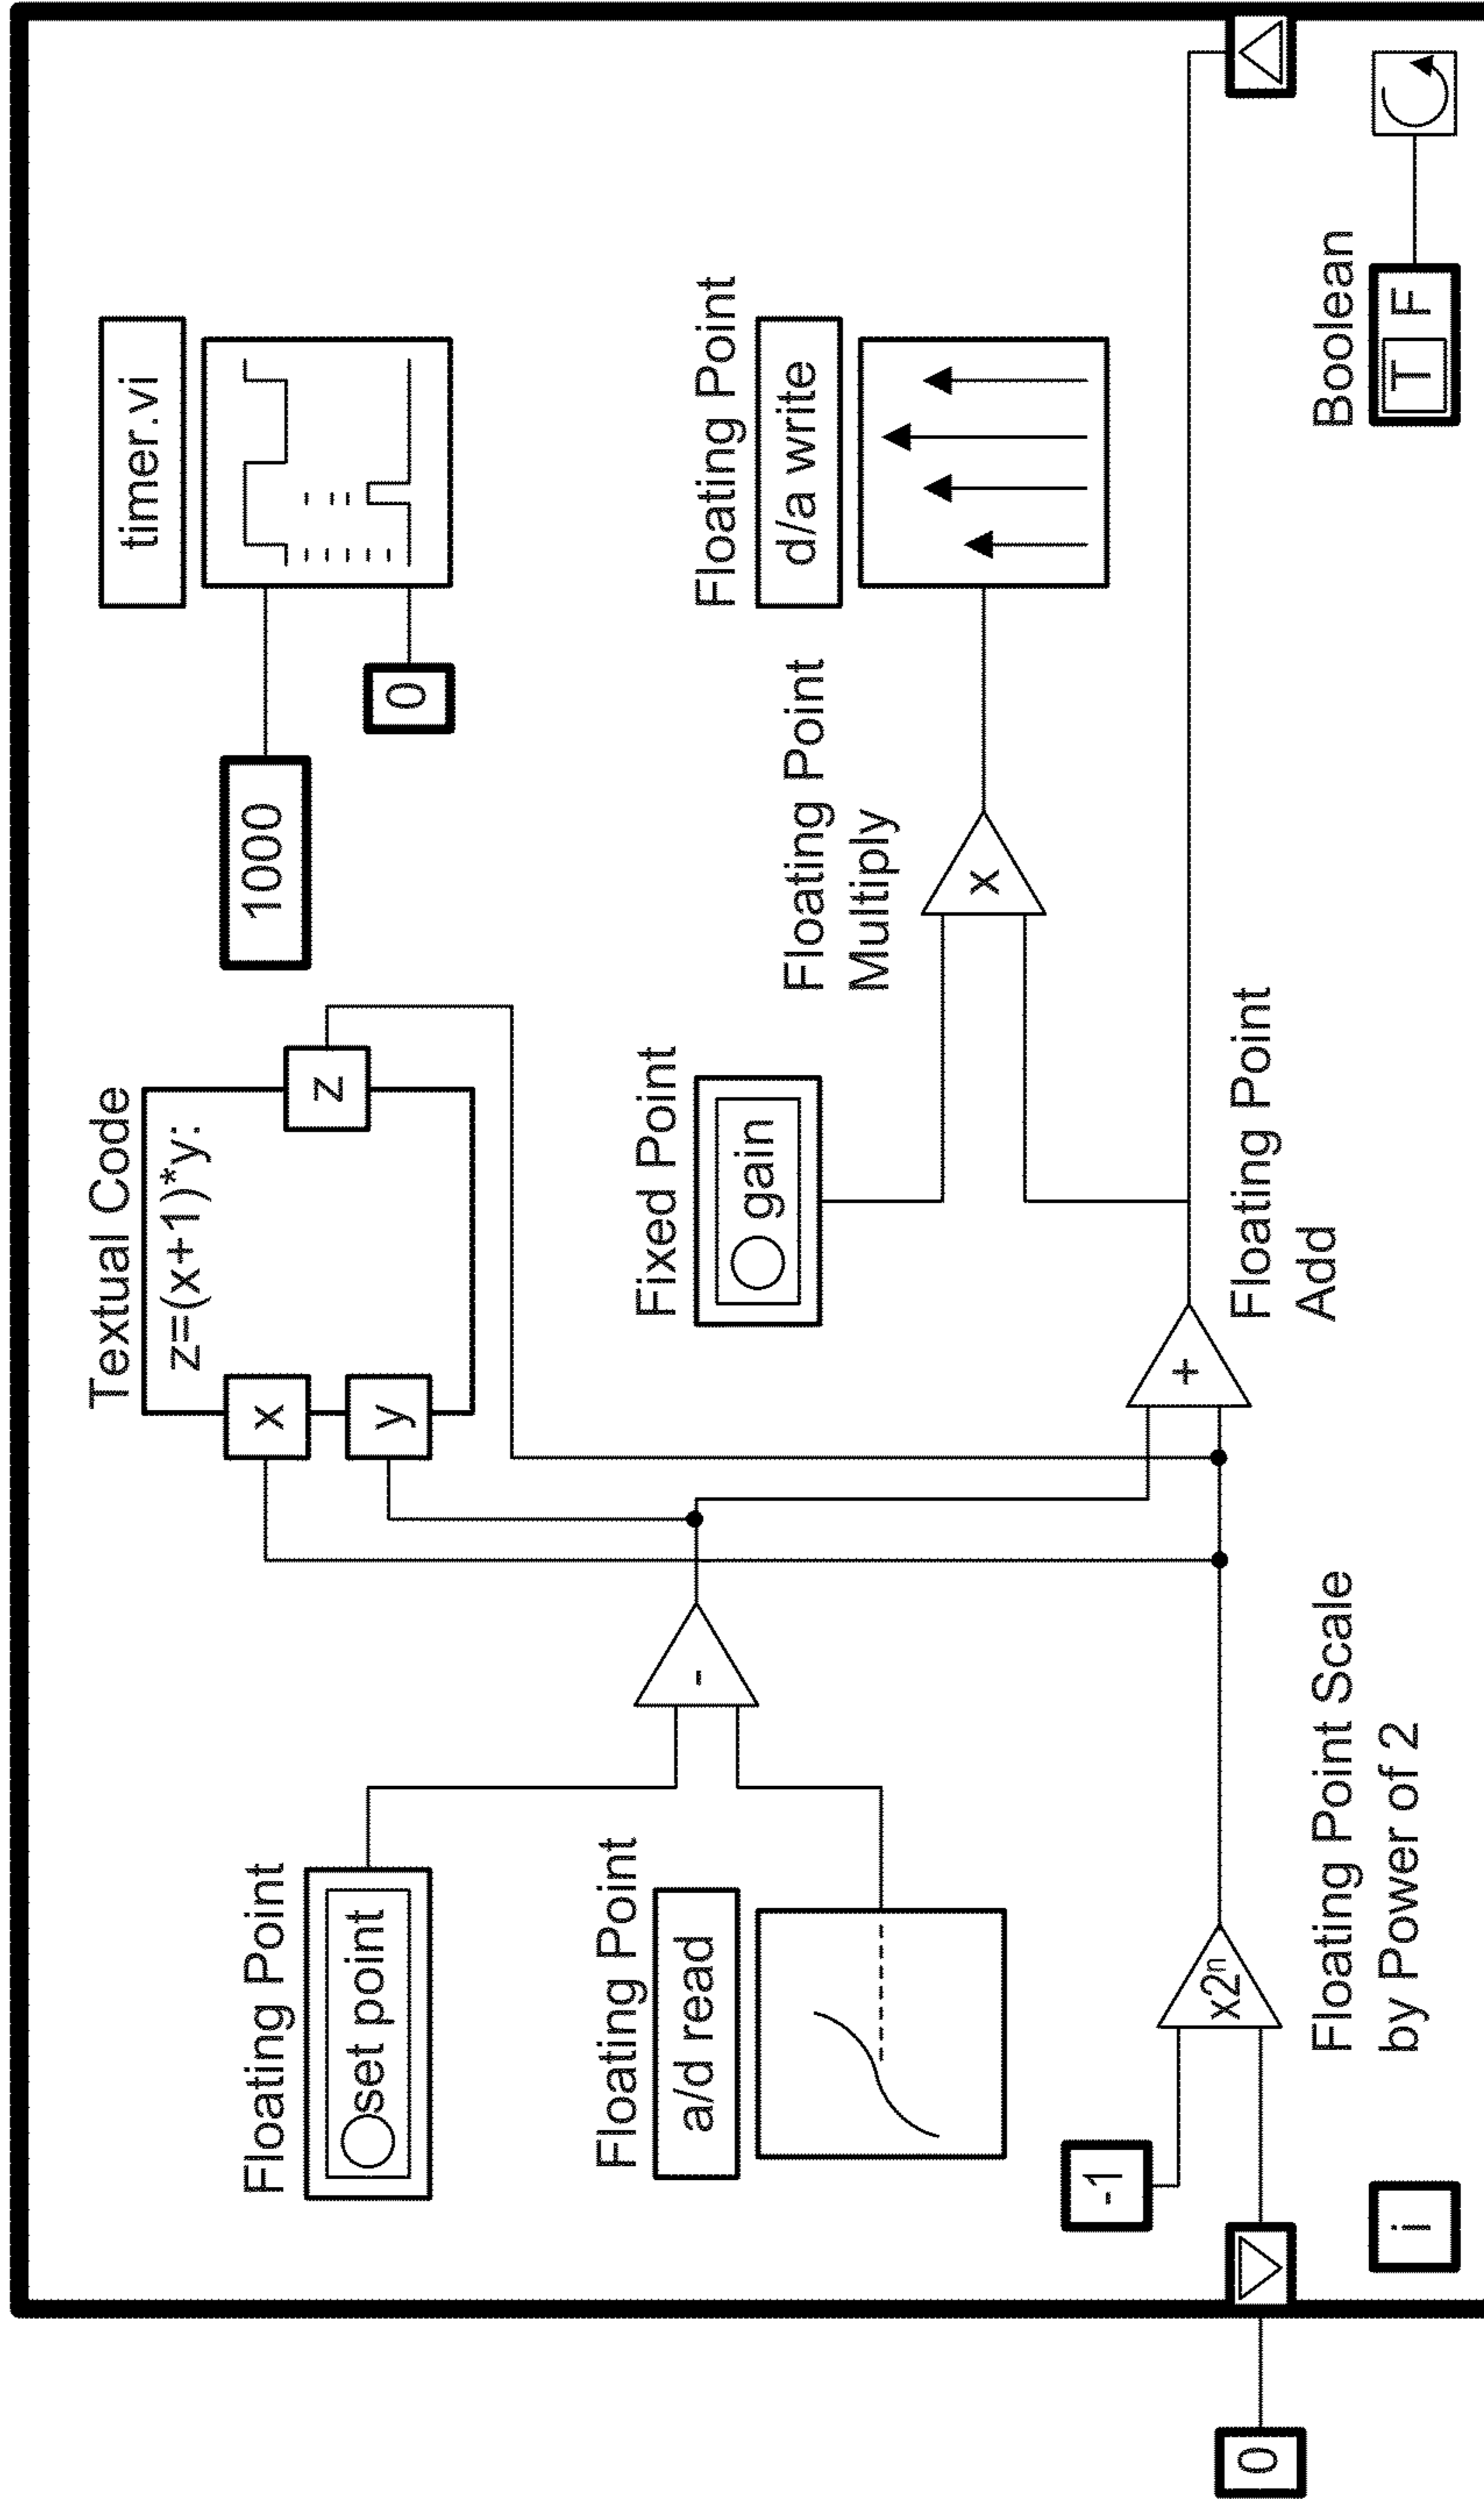 Textual Code
z=(x+1)*y:
x
y
z
timer.vi
1000
0
Floating Point
set point
Floating Point
a/d read
-
Fixed Point
gain
Floating Point
Multiply
x
Floating Point
d/a write
-1
x2ⁿ
Floating Point Scale
by Power of 2
+
Floating Point
Add
0
i
Boolean
T F